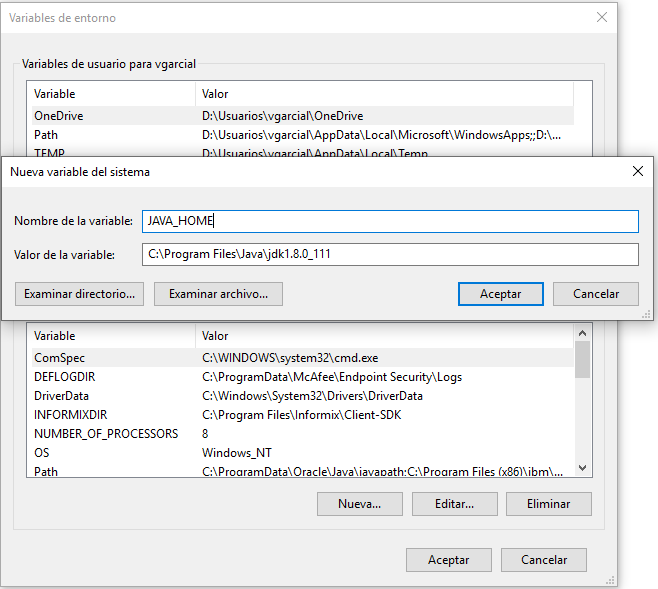 Variables de entorno
Variables de usuario para vgarcial
Variable Valor
OneDrive D:\Usuarios\vgarcial\OneDrive
Path D:\Usuarios\vgarcial\AppData\Local\Microsoft\WindowsApps;;D:\...
TEMP D:\Usuarios\vgarcial\AppData\Local\Temp
Nueva variable del sistema
Nombre de la variable: JAVA_HOME
Valor de la variable: C:\Program Files\Java\jdk1.8.0_111
Examinar directorio... Examinar archivo... Aceptar Cancelar
Variable Valor
ComSpec C:\WINDOWS\system32\cmd.exe
DEFLOGDIR C:\ProgramData\McAfee\Endpoint Security\Logs
DriverData C:\Windows\System32\Drivers\DriverData
INFORMIXDIR C:\Program Files\Informix\Client-SDK
NUMBER_OF_PROCESSORS 8
OS Windows_NT
Path C:\ProgramData\Oracle\Java\javapath;C:\Program Files (x86)\ibm\...
Nueva... Editar... Eliminar
Aceptar Cancelar